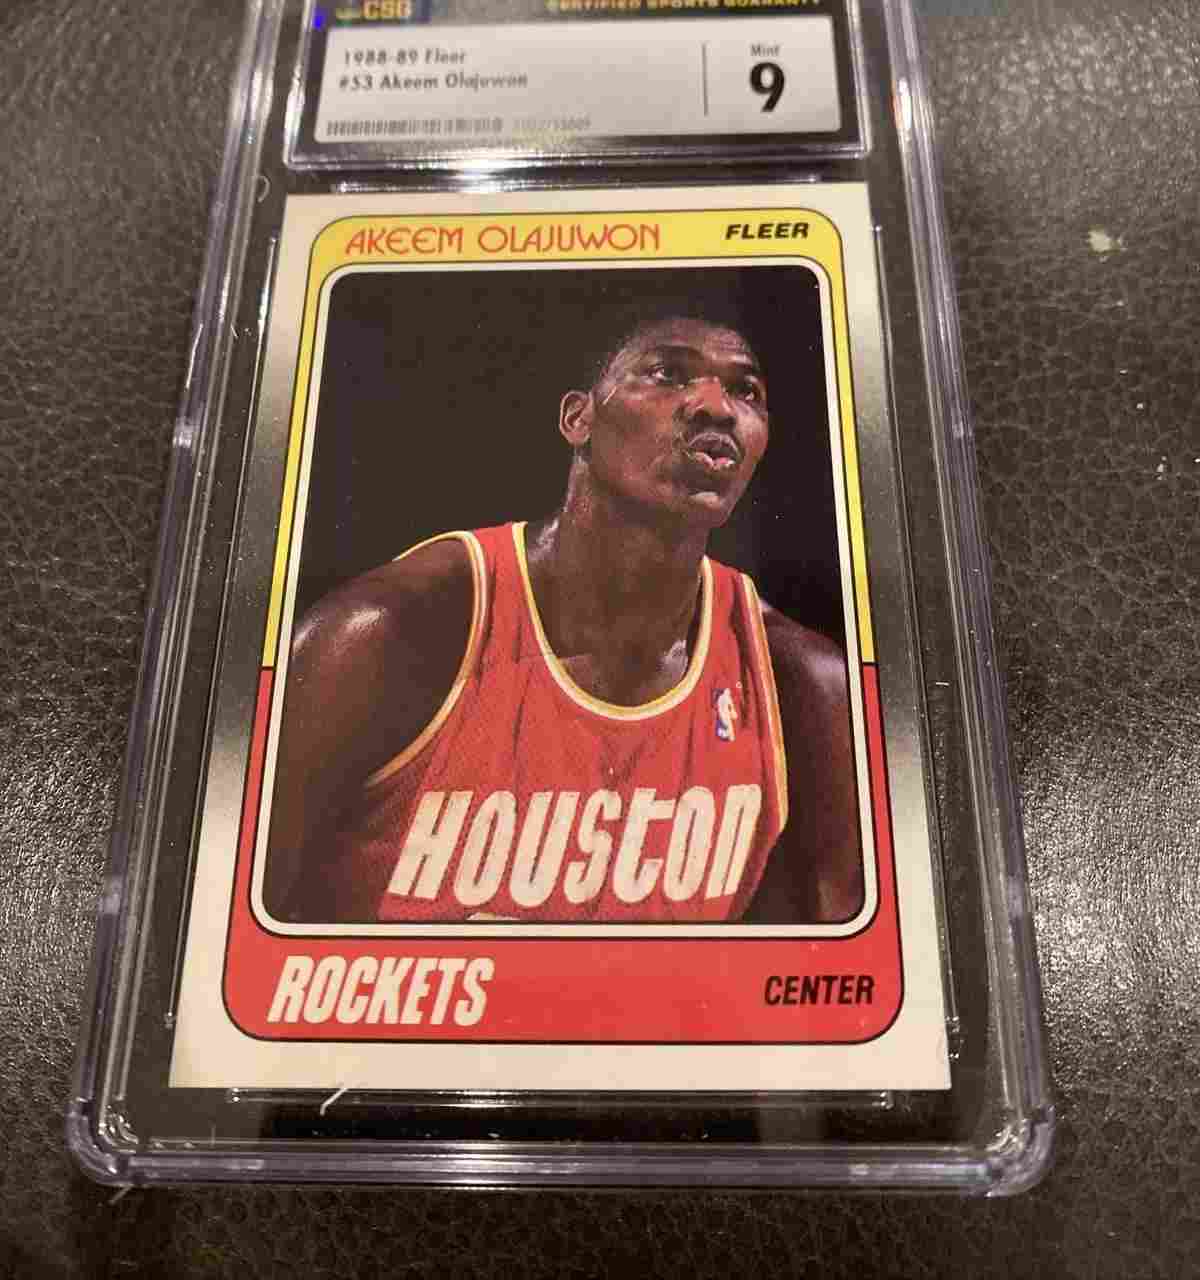 CSG
CERTIFIED SPORTS GUARANTY
1988-89 Fleer
#53 Akeem Olajuwon
Mint
9
AKEEM OLAJUWON
FLEER
HOUSTON
ROCKETS
CENTER